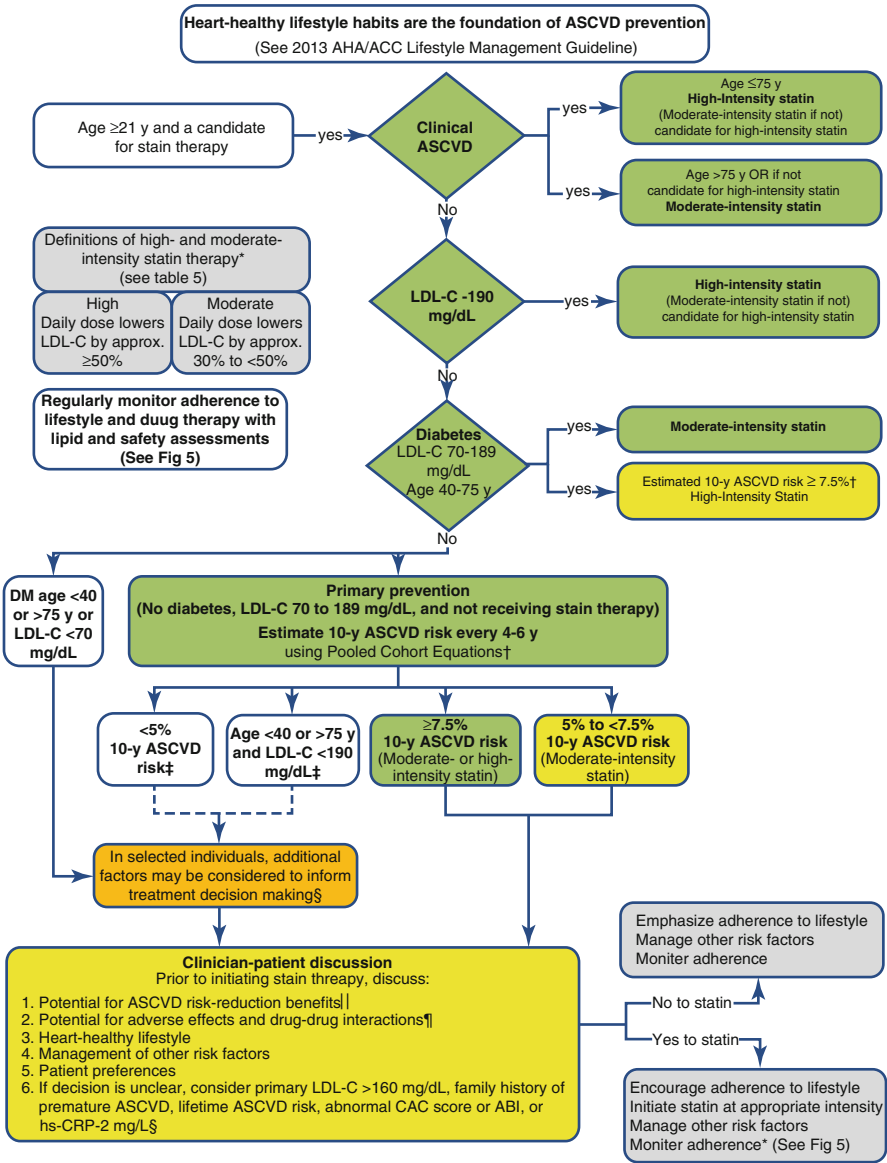 Heart-healthy lifestyle habits are the foundation of ASCVD prevention
(See 2013 AHA/ACC Lifestyle Management Guideline)
Age ≥21 y and a candidate
for stain therapy
yes
Clinical
ASCVD
yes
Age ≤75 y
High-Intensity statin
(Moderate-intensity statin if not)
candidate for high-intensity statin
yes
Age >75 y OR if not
candidate for high-intensity statin
Moderate-intensity statin
No
Definitions of high- and moderate-
intensity statin therapy*
(see table 5)
High
Daily dose lowers
LDL-C by approx.
≥50%
Moderate
Daily dose lowers
LDL-C by approx.
30% to <50%
LDL-C -190
mg/dL
yes
High-intensity statin
(Moderate-intensity statin if not)
candidate for high-intensity statin
No
Regularly monitor adherence to
lifestyle and duug therapy with
lipid and safety assessments
(See Fig 5)
Diabetes
LDL-C 70-189
mg/dL
Age 40-75 y
yes
Moderate-intensity statin
yes
Estimated 10-y ASCVD risk ≥ 7.5%†
High-Intensity Statin
No
DM age <40
or >75 y or
LDL-C <70
mg/dL
Primary prevention
(No diabetes, LDL-C 70 to 189 mg/dL, and not receiving stain therapy)
Estimate 10-y ASCVD risk every 4-6 y
using Pooled Cohort Equations†
<5%
10-y ASCVD
risk‡
Age <40 or >75 y
and LDL-C <190
mg/dL‡
≥7.5%
10-y ASCVD risk
(Moderate- or high-
intensity statin)
5% to <7.5%
10-y ASCVD risk
(Moderate-intensity
statin)
In selected individuals, additional
factors may be considered to inform
treatment decision making§
Clinician-patient discussion
Prior to initiating stain threapy, discuss:
1. Potential for ASCVD risk-reduction benefits||
2. Potential for adverse effects and drug-drug interactions¶
3. Heart-healthy lifestyle
4. Management of other risk factors
5. Patient preferences
6. If decision is unclear, consider primary LDL-C >160 mg/dL, family history of
premature ASCVD, lifetime ASCVD risk, abnormal CAC score or ABI, or
hs-CRP-2 mg/L§
No to statin
Emphasize adherence to lifestyle
Manage other risk factors
Moniter adherence
Yes to statin
Encourage adherence to lifestyle
Initiate statin at appropriate intensity
Manage other risk factors
Moniter adherence* (See Fig 5)